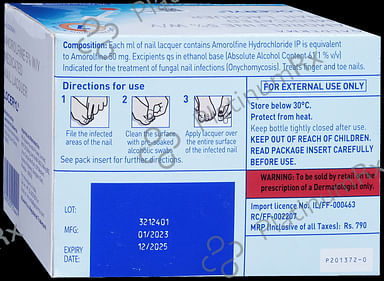 Composition: Each ml of nail lacquer contains Amorolfine Hydrochloride IP is equivalent
to Amorolfine 50 mg. Excipients qs in ethanol base (Absolute Alcohol Content 61.1 % v/v)
Indicated for the treatment of fungal nail infections (Onychomycosis). Treats finger and toe nails.
Directions for use
1
2
3
File the infected
areas of the nail
Clean the surface
with pre-soaked
alcoholic swabs
Apply lacquer over
the entire surface
of the infected nail
See pack insert for further directions.
FOR EXTERNAL USE ONLY
Store below 30°C.
Protect from heat.
Keep bottle tightly closed after use.
KEEP OUT OF REACH OF CHILDREN.
READ PACKAGE INSERT CAREFULLY
BEFORE USE.
WARNING: To be sold by retail on the
prescription of a Dermatologist only.
Import licence No. IL/FF-000463
RC/FF-002207
MRP (Inclusive of all Taxes): Rs. 790
LOT: 3212401
MFG: 01/2023
EXPIRY
DATE: 12/2025
P201372-0
PlatinumRx